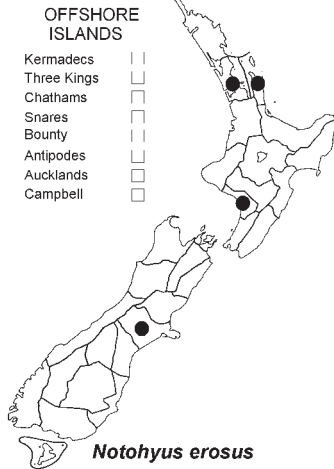 OFFSHORE
ISLANDS
Kermadecs
Three Kings
Chathams
Snares
Bounty
Antipodes
Aucklands
Campbell
Notohyus erosus